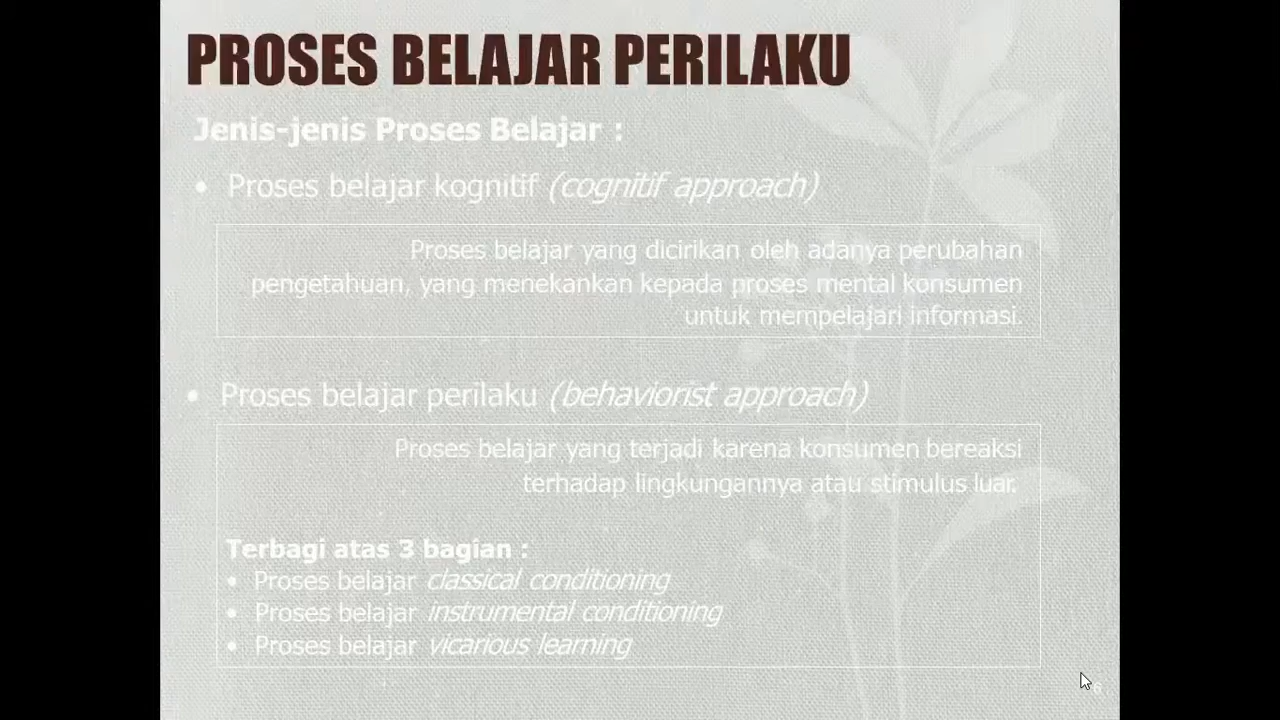 PROSES BELAJAR PERILAKU
Jenis-jenis Proses Belajar :
• Proses belajar kognitif (cognitif approach)
Proses belajar yang dicirikan oleh adanya perubahan
pengetahuan, yang menekankan kepada proses mental konsumen
untuk mempelajari informasi.
• Proses belajar perilaku (behaviorist approach)
Proses belajar yang terjadi karena konsumen bereaksi
terhadap lingkungannya atau stimulus luar.
Terbagi atas 3 bagian :
• Proses belajar classical conditioning
• Proses belajar instrumental conditioning
• Proses belajar vicarious learning
6